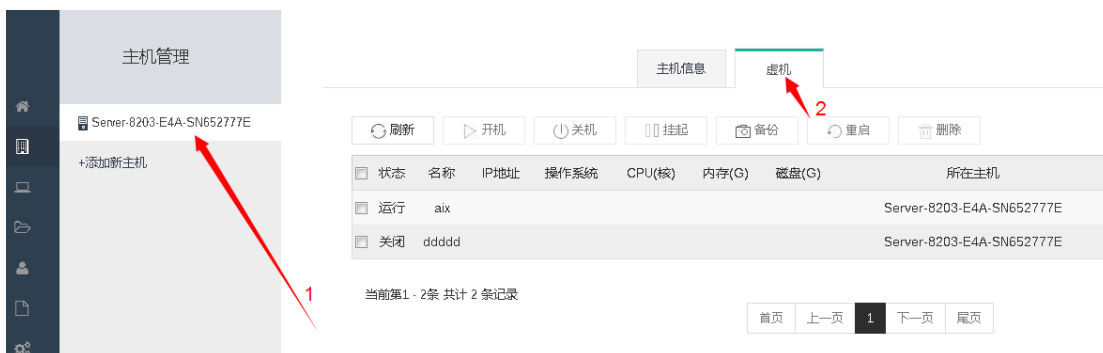 主机管理
Server-8203-E4A-SN652777E
+添加新主机
1
主机信息 虚机
2
刷新 开机 关机 挂起 备份 重启 删除
状态 名称 IP地址 操作系统 CPU(核) 内存(G) 磁盘(G) 所在主机
运行 aix Server-8203-E4A-SN652777E
关闭 ddddd Server-8203-E4A-SN652777E
当前第1 - 2条 共计 2 条记录
首页 上一页 1 下一页 尾页